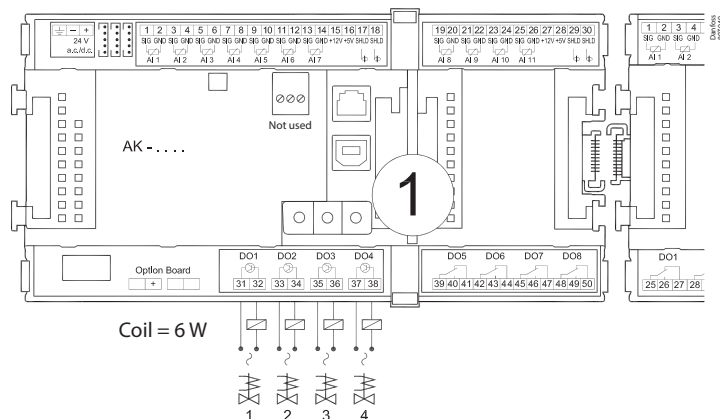 ⏚ − +
24 V
a.c./d.c.
1 2 3 4 5 6 7 8 9 10 11 12 13 14 15 16 17 18
SIG GND SIG GND SIG GND SIG GND SIG GND SIG GND SIG GND +12V +5V SHLD SHLD
AI 1 AI 2 AI 3 AI 4 AI 5 AI 6 AI 7
19 20 21 22 23 24 25 26 27 28 29 30
SIG GND SIG GND SIG GND SIG GND +12V +5V SHLD SHLD
AI 8 AI 9 AI 10 AI 11
1 2 3 4
SIG GND SIG GND
AI 1 AI 2
Danfoss
Not used
AK - . . . .
1
Option Board
+
DO1 DO2 DO3 DO4
31 32 33 34 35 36 37 38
DO5 DO6 DO7 DO8
39 40 41 42 43 44 45 46 47 48 49 50
DO1
25 26 27 28
Coil = 6 W
1 2 3 4